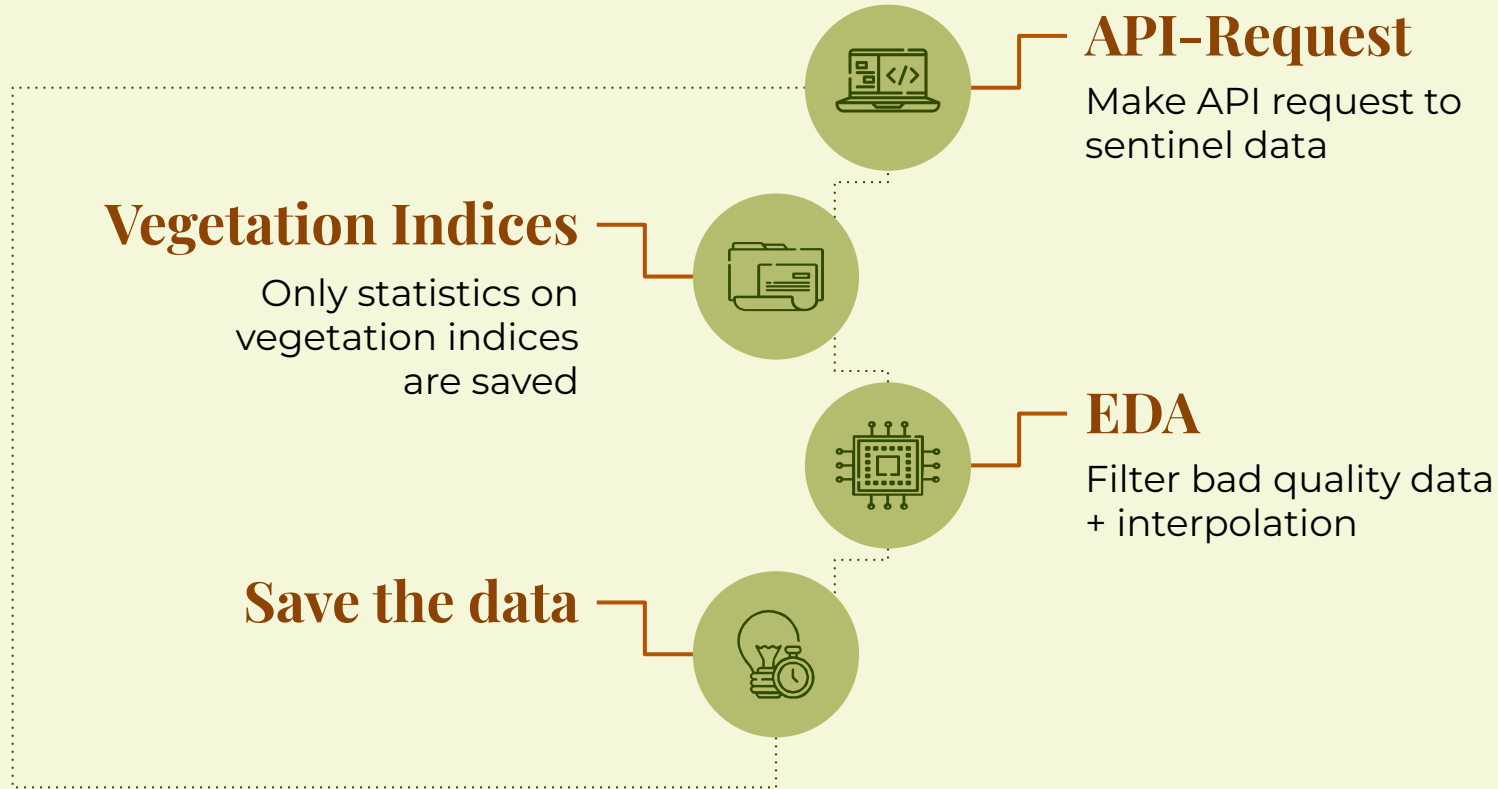 API-Request
Make API request to
sentinel data
Vegetation Indices
Only statistics on
vegetation indices
are saved
EDA
Filter bad quality data
+ interpolation
Save the data